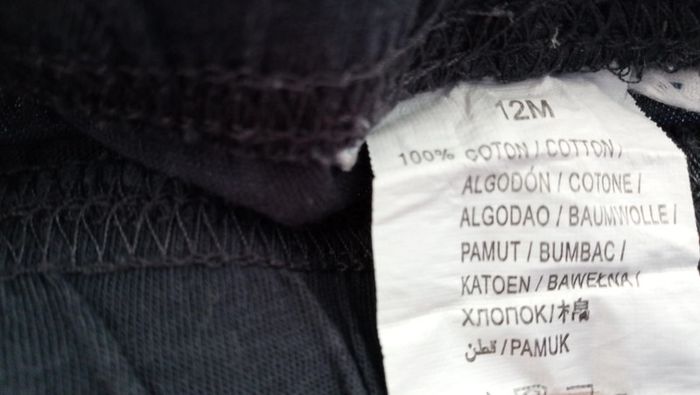 12M
100% COTON / COTTON /
ALGODÓN / COTONE /
ALGODAO / BAUMWOLLE /
PAMUT / BUMBAC /
KATOEN / BAWEŁNA /
ХЛОПОК / 棉
قطن / PAMUK